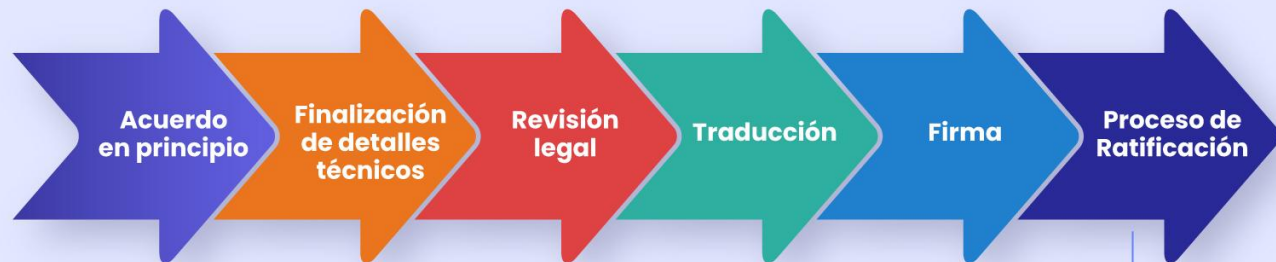 Acuerdo
en principio
Finalización
de detalles
técnicos
Revisión
legal
Traducción
Firma
Proceso de
Ratificación